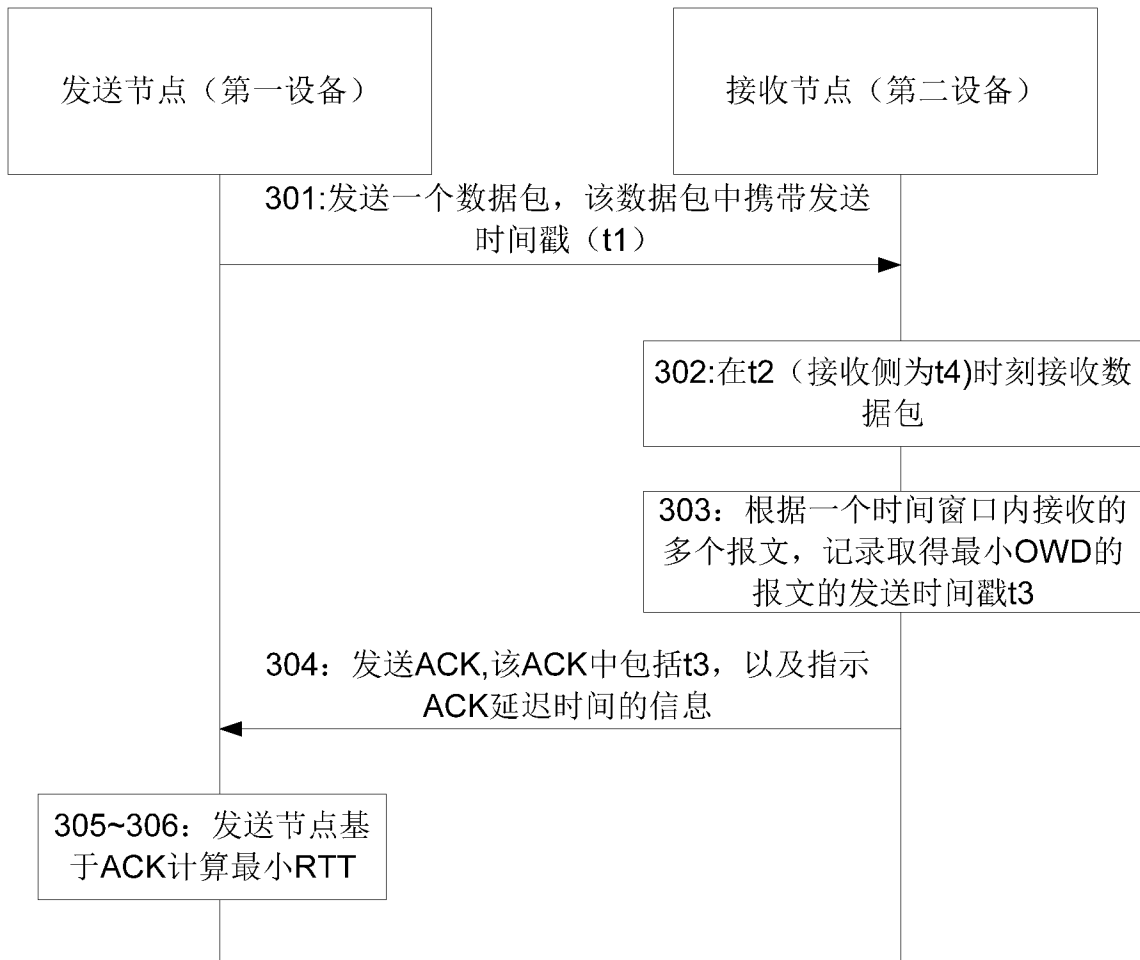 发送节点（第一设备）
接收节点（第二设备）
301:发送一个数据包，该数据包中携带发送
时间戳（t1）
302:在t2（接收侧为t4)时刻接收数
据包
303：根据一个时间窗口内接收的
多个报文，记录取得最小OWD的
报文的发送时间戳t3
304：发送ACK,该ACK中包括t3，以及指示
ACK延迟时间的信息
305~306：发送节点基
于ACK计算最小RTT